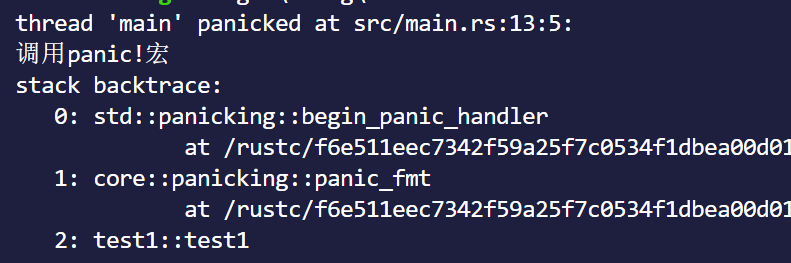 thread 'main' panicked at src/main.rs:13:5:
调用panic!宏
stack backtrace:
0: std::panicking::begin_panic_handler
at /rustc/f6e511eec7342f59a25f7c0534f1dbea00d01
1: core::panicking::panic_fmt
at /rustc/f6e511eec7342f59a25f7c0534f1dbea00d01
2: test1::test1